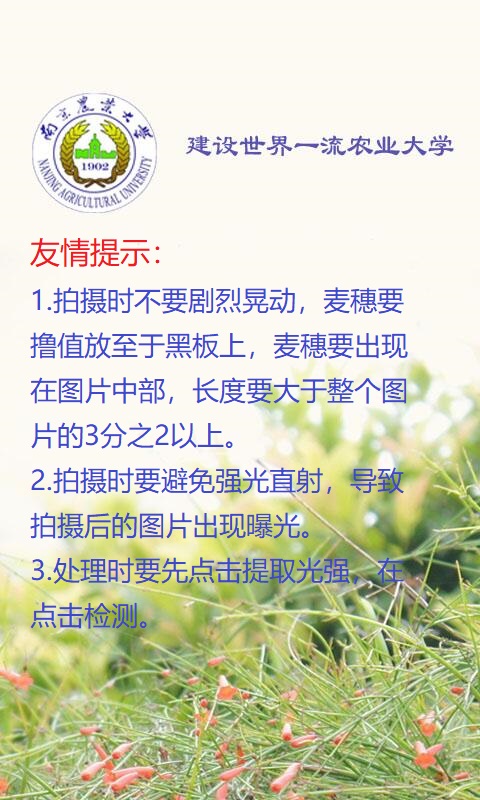 南京農業大學
1902
NANJING AGRICULTURAL UNIVERSITY
建设世界一流农业大学
友情提示：
1.拍摄时不要剧烈晃动，麦穗要
撸值放至于黑板上，麦穗要出现
在图片中部，长度要大于整个图
片的3分之2以上。
2.拍摄时要避免强光直射，导致
拍摄后的图片出现曝光。
3.处理时要先点击提取光强，在
点击检测。